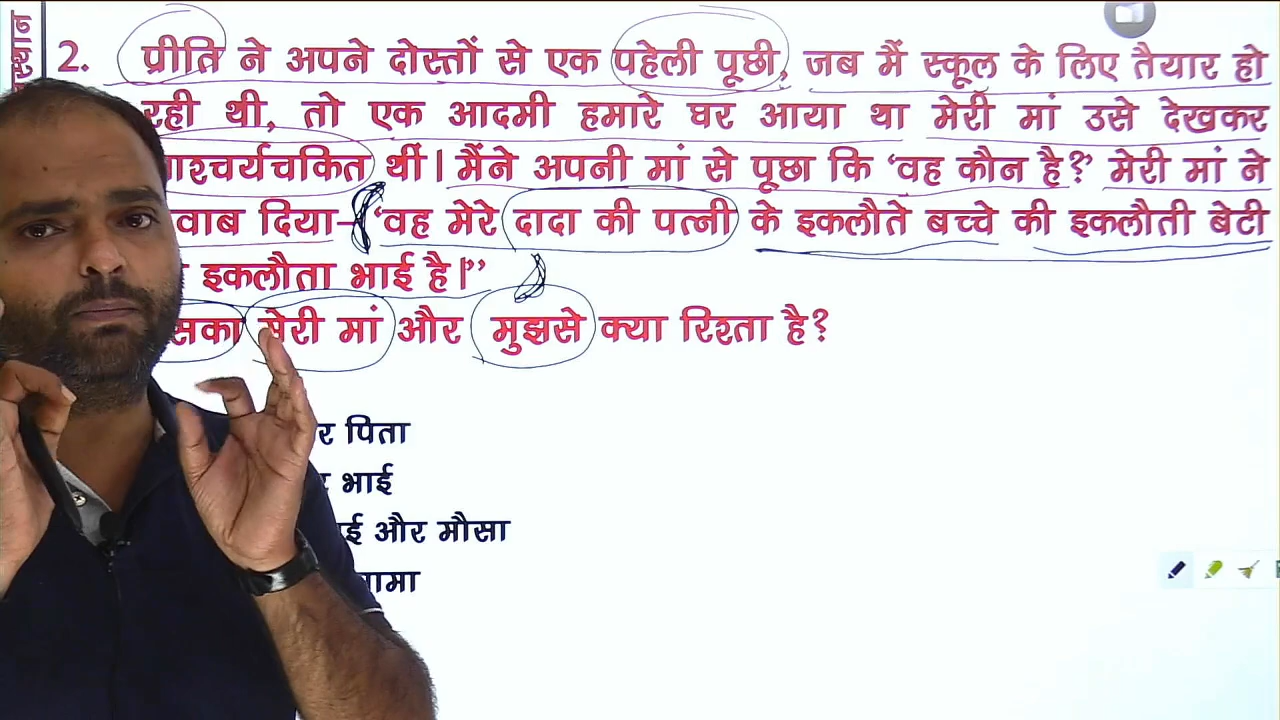 स्थान
2. प्रीति ने अपने दोस्तों से एक पहेली पूछी, जब मैं स्कूल के लिए तैयार हो
रही थी, तो एक आदमी हमारे घर आया था मेरी मां उसे देखकर
श्चर्यचकित थीं। मैंने अपनी मां से पूछा कि ‘वह कौन है?’ मेरी मां ने
वाब दिया– ‘वह मेरे दादा की पत्नी के इकलौते बच्चे की इकलौती बेटी
इकलौता भाई है।’’
सका मेरी मां और मुझसे क्या रिश्ता है?
र पिता
भाई
ई और मौसा
मामा